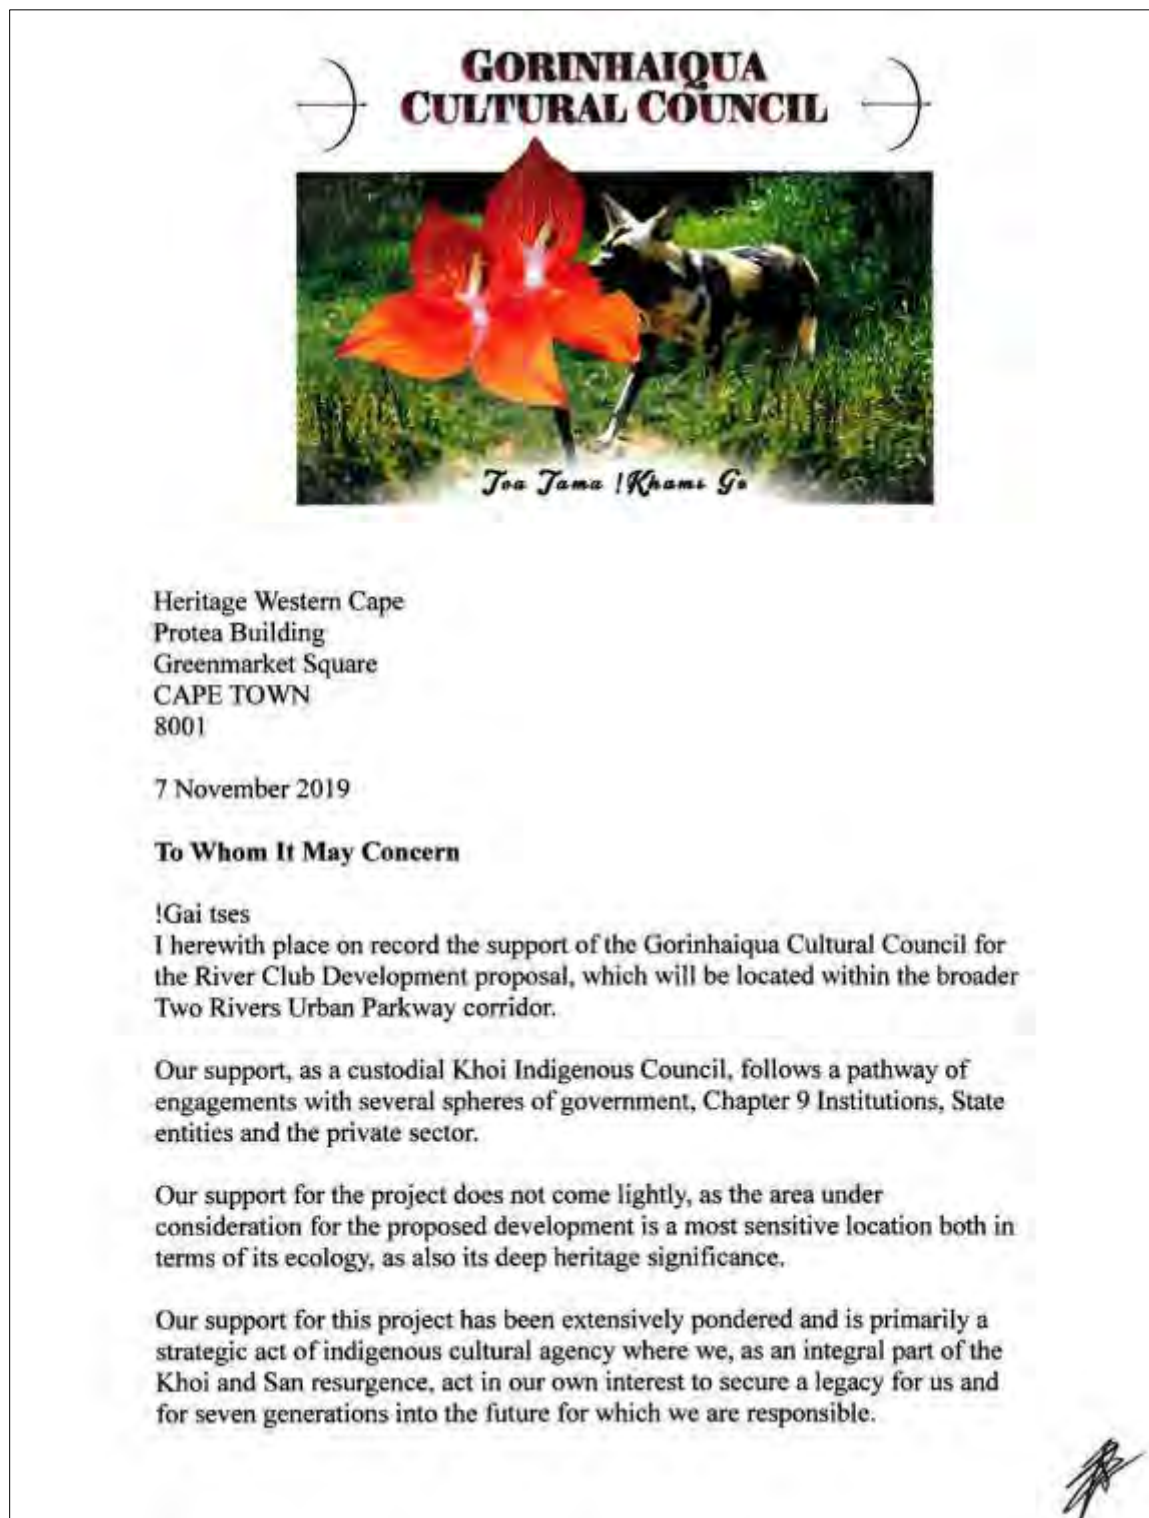 GORINHAIQUA
CULTURAL COUNCIL
Toa Tama !Khams Ge
Heritage Western Cape
Protea Building
Greenmarket Square
CAPE TOWN
8001
7 November 2019
To Whom It May Concern
!Gai tses
I herewith place on record the support of the Gorinhaiqua Cultural Council for
the River Club Development proposal, which will be located within the broader
Two Rivers Urban Parkway corridor.
Our support, as a custodial Khoi Indigenous Council, follows a pathway of
engagements with several spheres of government, Chapter 9 Institutions, State
entities and the private sector.
Our support for the project does not come lightly, as the area under
consideration for the proposed development is a most sensitive location both in
terms of its ecology, as also its deep heritage significance.
Our support for this project has been extensively pondered and is primarily a
strategic act of indigenous cultural agency where we, as an integral part of the
Khoi and San resurgence, act in our own interest to secure a legacy for us and
for seven generations into the future for which we are responsible.